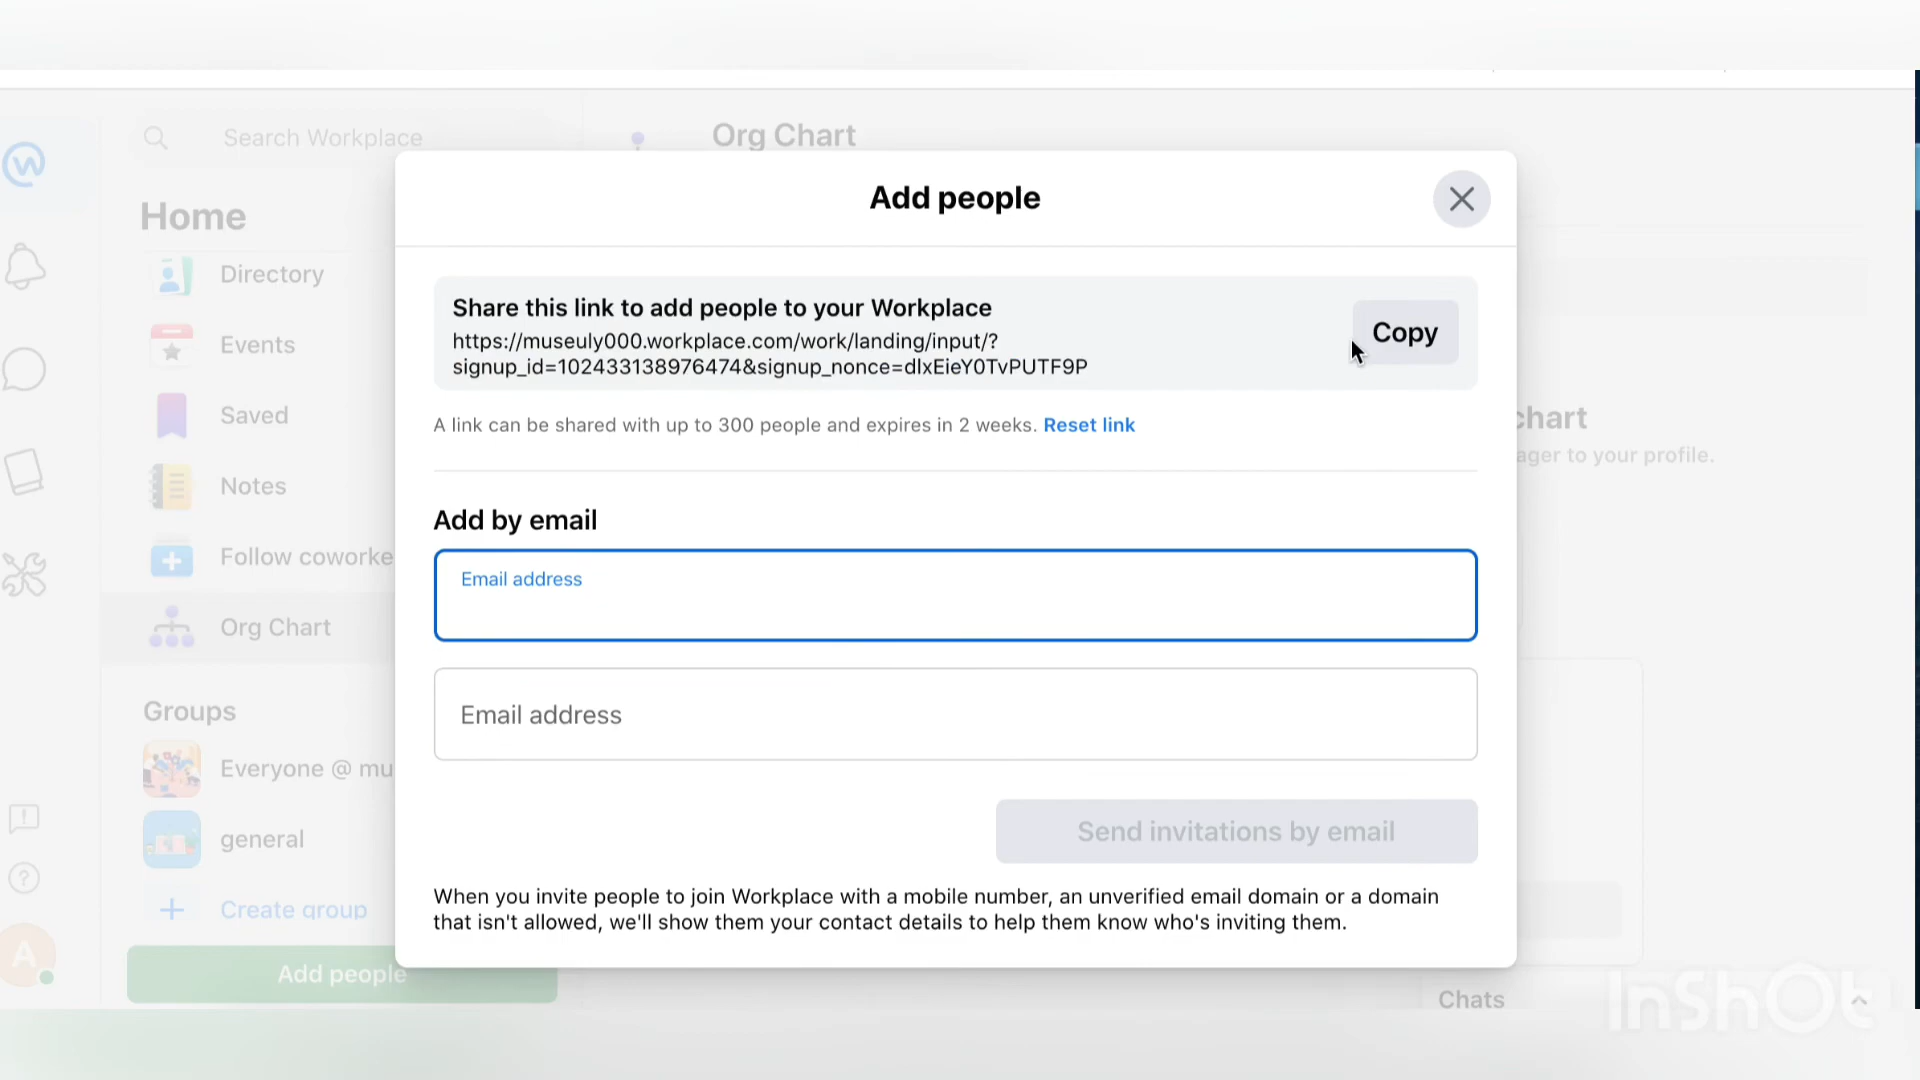 Search Workplace
Org Chart
Home
Directory
Events
Saved
Notes
Follow coworke
Org Chart
Groups
Everyone @ mu
general
Create group
A
Add people
Add people
Share this link to add people to your Workplace
https://museuly000.workplace.com/work/landing/input/?
signup_id=102433138976474&signup_nonce=dIxEieY0TvPUTF9P
Copy
A link can be shared with up to 300 people and expires in 2 weeks. Reset link
Add by email
Email address
Email address
Send invitations by email
When you invite people to join Workplace with a mobile number, an unverified email domain or a domain
that isn't allowed, we'll show them your contact details to help them know who's inviting them.
chart
ager to your profile.
Chats
InShOt